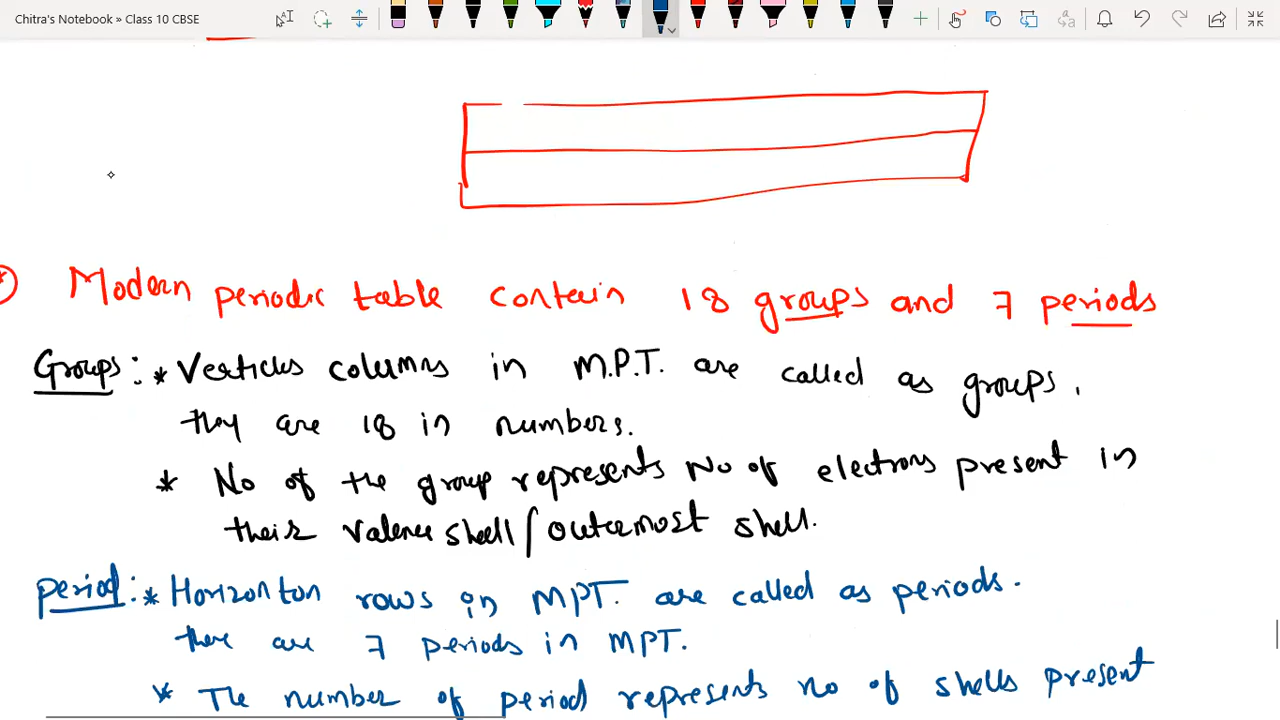 Chitra's Notebook » Class 10 CBSE
Modern periodic table contain 18 groups and 7 periods
Groups: * Verticles columns in M.P.T. are called as groups.
they are 18 in numbers.
* No of the group represents No of electrons present in
their valence shell / outermost shell.
period: * Horizonton rows in MPT. are called as periods.
there are 7 periods in MPT.
* The number of period represents no of shells present